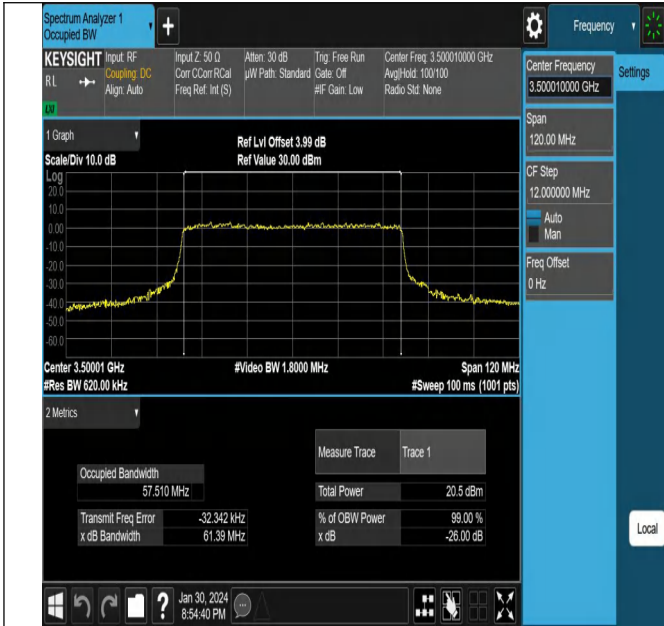 Spectrum Analyzer 1
Occupied BW
Frequency
KEYSIGHT
RL
LXI
Input: RF
Coupling: DC
Align: Auto
Input Z: 50 Ω
Corr CCorr RCal
Freq Ref: Int (S)
Atten: 30 dB
µW Path: Standard
Trig: Free Run
Gate: Off
#IF Gain: Low
Center Freq: 3.500010000 GHz
Avg|Hold: 100/100
Radio Std: None
Center Frequency
3.500010000 GHz
Settings
Span
120.00 MHz
CF Step
12.000000 MHz
Auto
Man
Freq Offset
0 Hz
Local
1 Graph
Scale/Div 10.0 dB
Ref Lvl Offset 3.99 dB
Ref Value 30.00 dBm
Log
20.0
10.0
0.00
-10.0
-20.0
-30.0
-40.0
-50.0
-60.0
Center 3.50001 GHz
#Video BW 1.8000 MHz
Span 120 MHz
#Res BW 620.00 kHz
#Sweep 100 ms (1001 pts)
2 Metrics
Measure Trace Trace 1
Occupied Bandwidth
57.510 MHz
Total Power 20.5 dBm
Transmit Freq Error -32.342 kHz
% of OBW Power 99.00 %
x dB Bandwidth 61.39 MHz
x dB -26.00 dB
?
Jan 30, 2024
8:54:40 PM